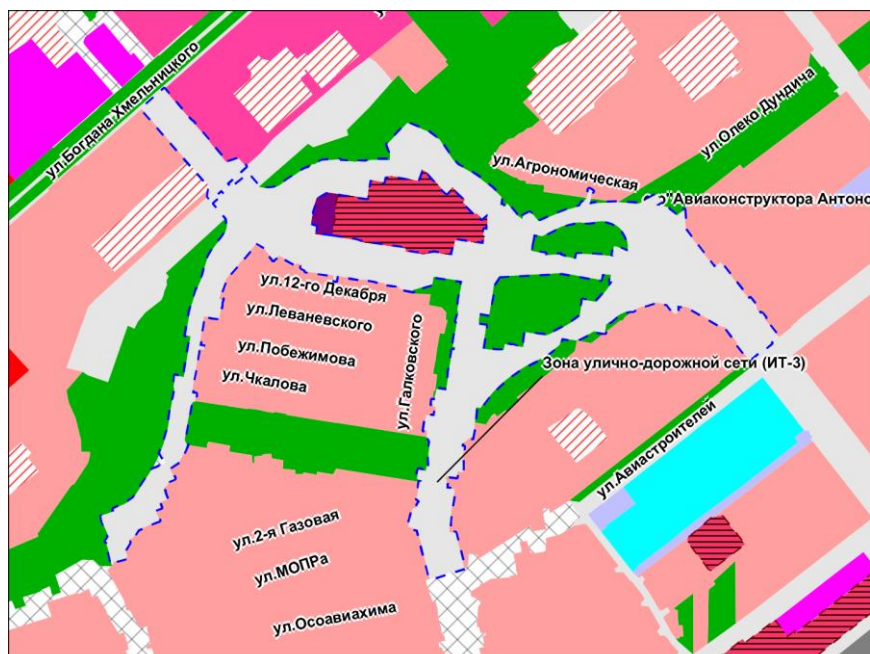 ул.Богдана Хмельницкого
ул.Олеко Дундича
ул.Агрономическая
"Авиаконструктора Антоно
ул.12-го Декабря
ул.Леваневского
ул.Побежимова
ул.Чкалова
ул.Галковского
Зона улично-дорожной сети (ИТ-3)
ул.Авиастроителей
ул.2-я Газовая
ул.МОПРа
ул.Осоавиахима